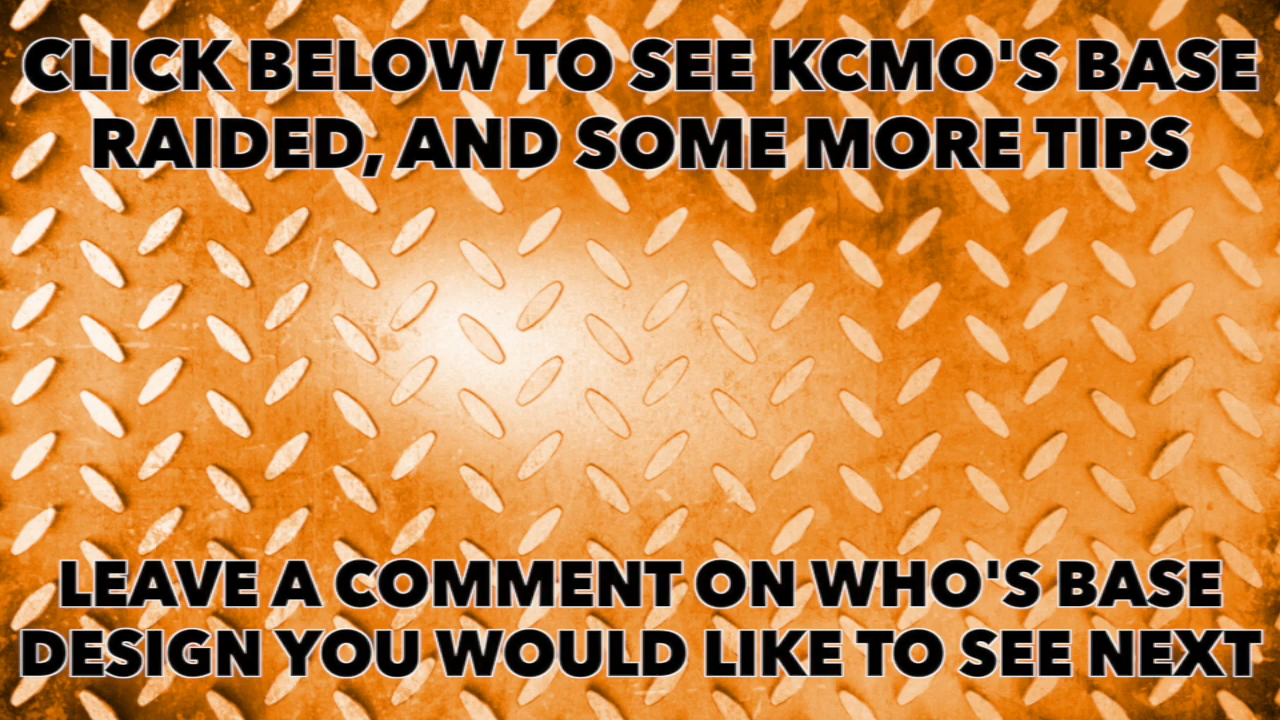 CLICK BELOW TO SEE KCMO'S BASE
RAIDED, AND SOME MORE TIPS
LEAVE A COMMENT ON WHO'S BASE
DESIGN YOU WOULD LIKE TO SEE NEXT